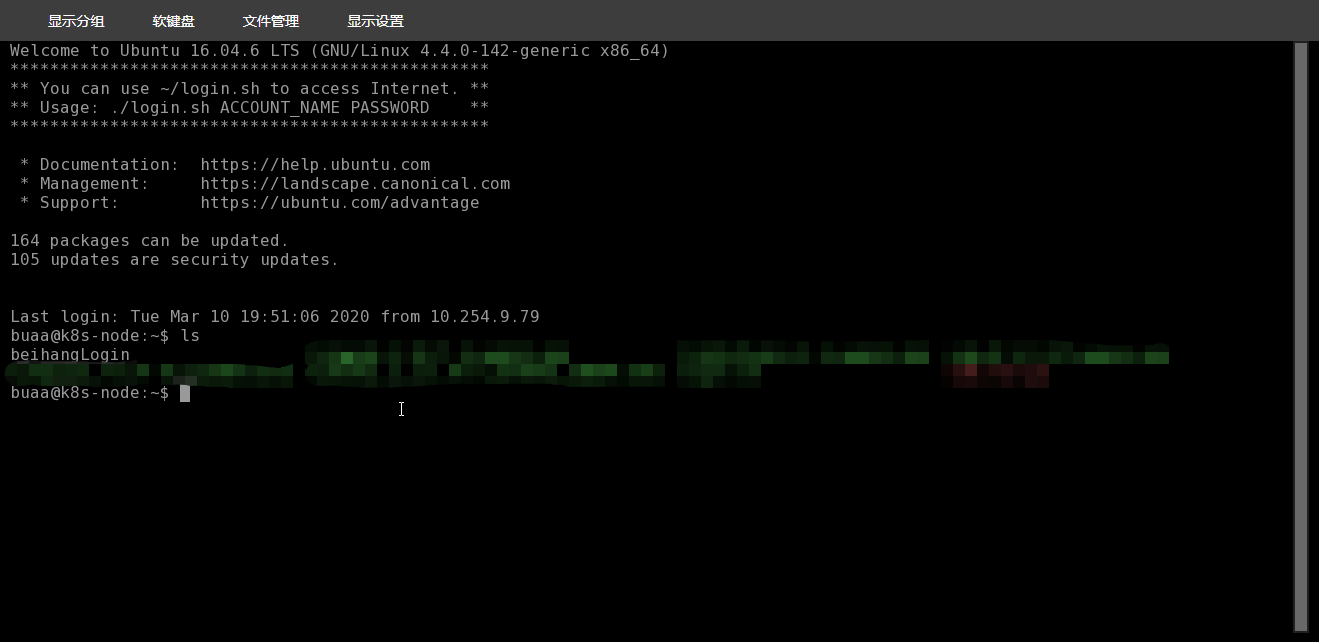 显示分组 软键盘 文件管理 显示设置
Welcome to Ubuntu 16.04.6 LTS (GNU/Linux 4.4.0-142-generic x86_64)
************************************************
** You can use ~/login.sh to access Internet. **
** Usage: ./login.sh ACCOUNT_NAME PASSWORD    **
************************************************
 * Documentation:  https://help.ubuntu.com
 * Management:     https://landscape.canonical.com
 * Support:        https://ubuntu.com/advantage
164 packages can be updated.
105 updates are security updates.
Last login: Tue Mar 10 19:51:06 2020 from 10.254.9.79
buaa@k8s-node:~$ ls
beihangLogin
buaa@k8s-node:~$